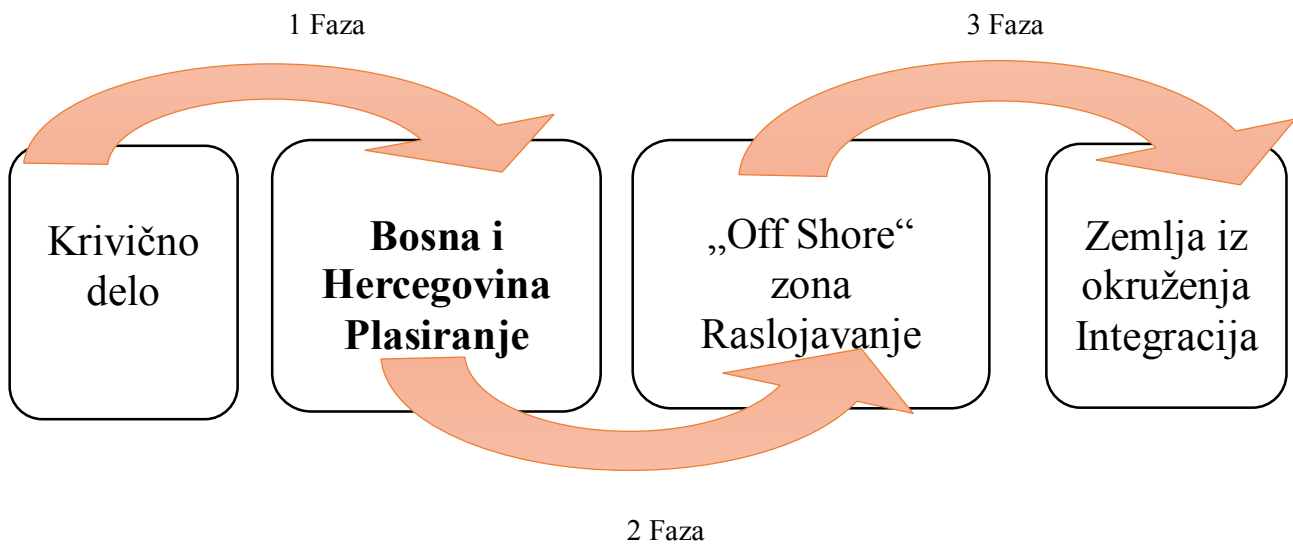 1 Faza
3 Faza
Krivično
delo
Bosna i
Hercegovina
Plasiranje
„Off Shore“
zona
Raslojavanje
Zemlja iz
okruženja
Integracija
2 Faza